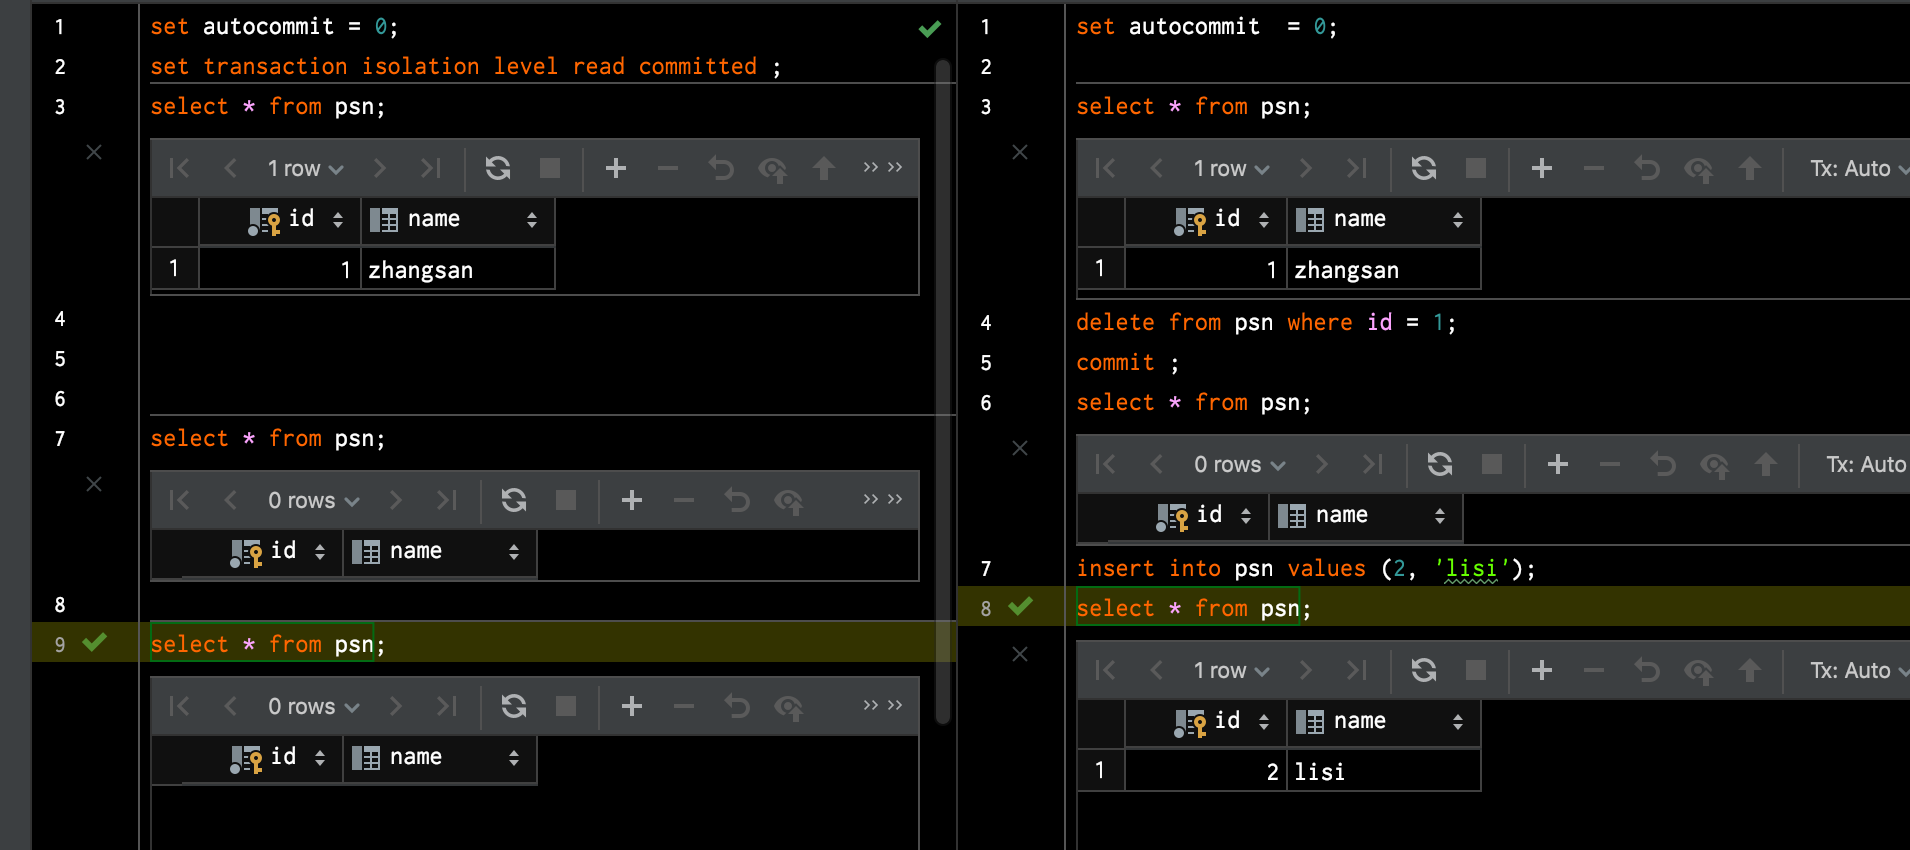 1 set autocommit = 0;
2 set transaction isolation level read committed ;
3 select * from psn;
1 row
id name
1 1 zhangsan
4
5
6
7 select * from psn;
0 rows
id name
8
9 select * from psn;
0 rows
id name
1 set autocommit  = 0;
2
3 select * from psn;
1 row Tx: Auto
id name
1 1 zhangsan
4 delete from psn where id = 1;
5 commit ;
6 select * from psn;
0 rows Tx: Auto
id name
7 insert into psn values (2, 'lisi');
8 select * from psn;
1 row Tx: Auto
id name
1 2 lisi